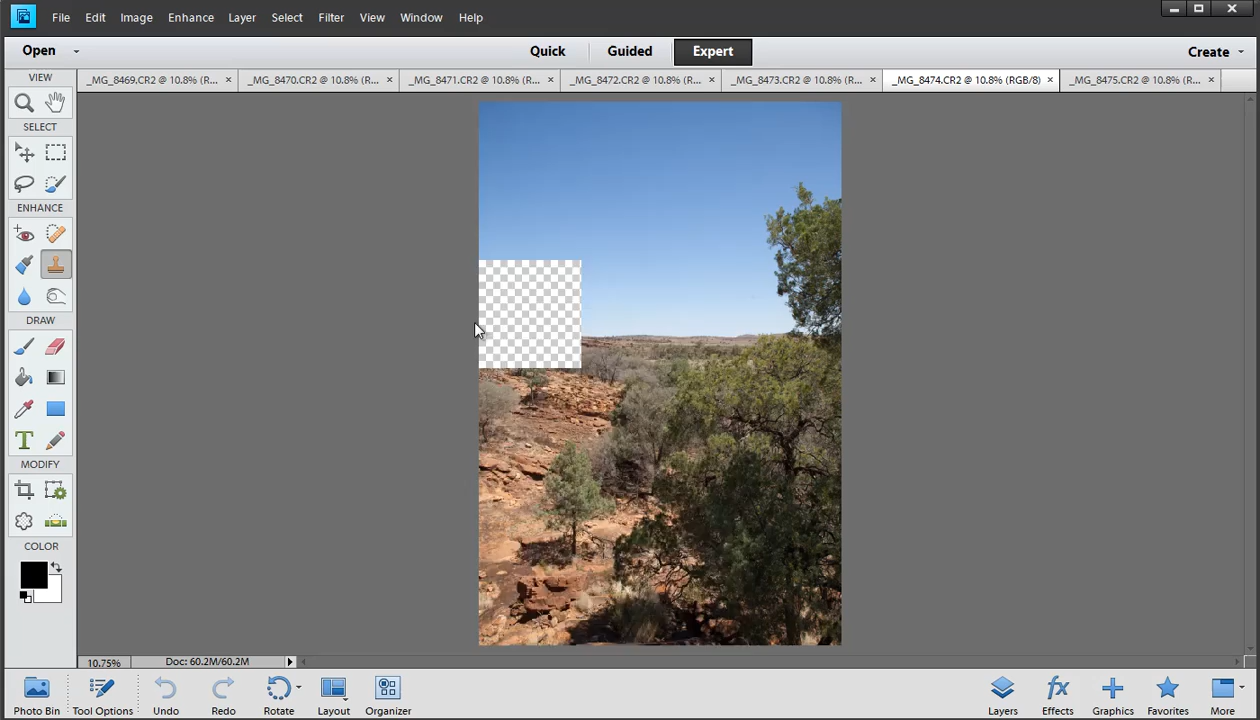 File Edit Image Enhance Layer Select Filter View Window Help
Open Quick Guided Expert Create
VIEW _MG_8469.CR2 @ 10.8% (R... _MG_8470.CR2 @ 10.8% (R... _MG_8471.CR2 @ 10.8% (R... _MG_8472.CR2 @ 10.8% (R... _MG_8473.CR2 @ 10.8% (R... _MG_8474.CR2 @ 10.8% (RGB/8) _MG_8475.CR2 @ 10.8% (R...
SELECT
ENHANCE
DRAW
T
MODIFY
COLOR
10.75% Doc: 60.2M/60.2M
Photo Bin Tool Options Undo Redo Rotate Layout Organizer fx Layers Effects Graphics Favorites More